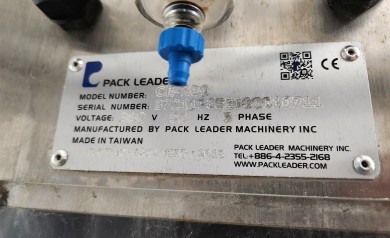 PACK LEADER
MODEL NUMBER:
SERIAL NUMBER:
VOLTAGE: V HZ 3 PHASE
MANUFACTURED BY PACK LEADER MACHINERY INC
MADE IN TAIWAN
CE
PACK LEADER MACHINERY INC.
TEL:+886-4-2355-2168
WWW.PACKLEADER.COM